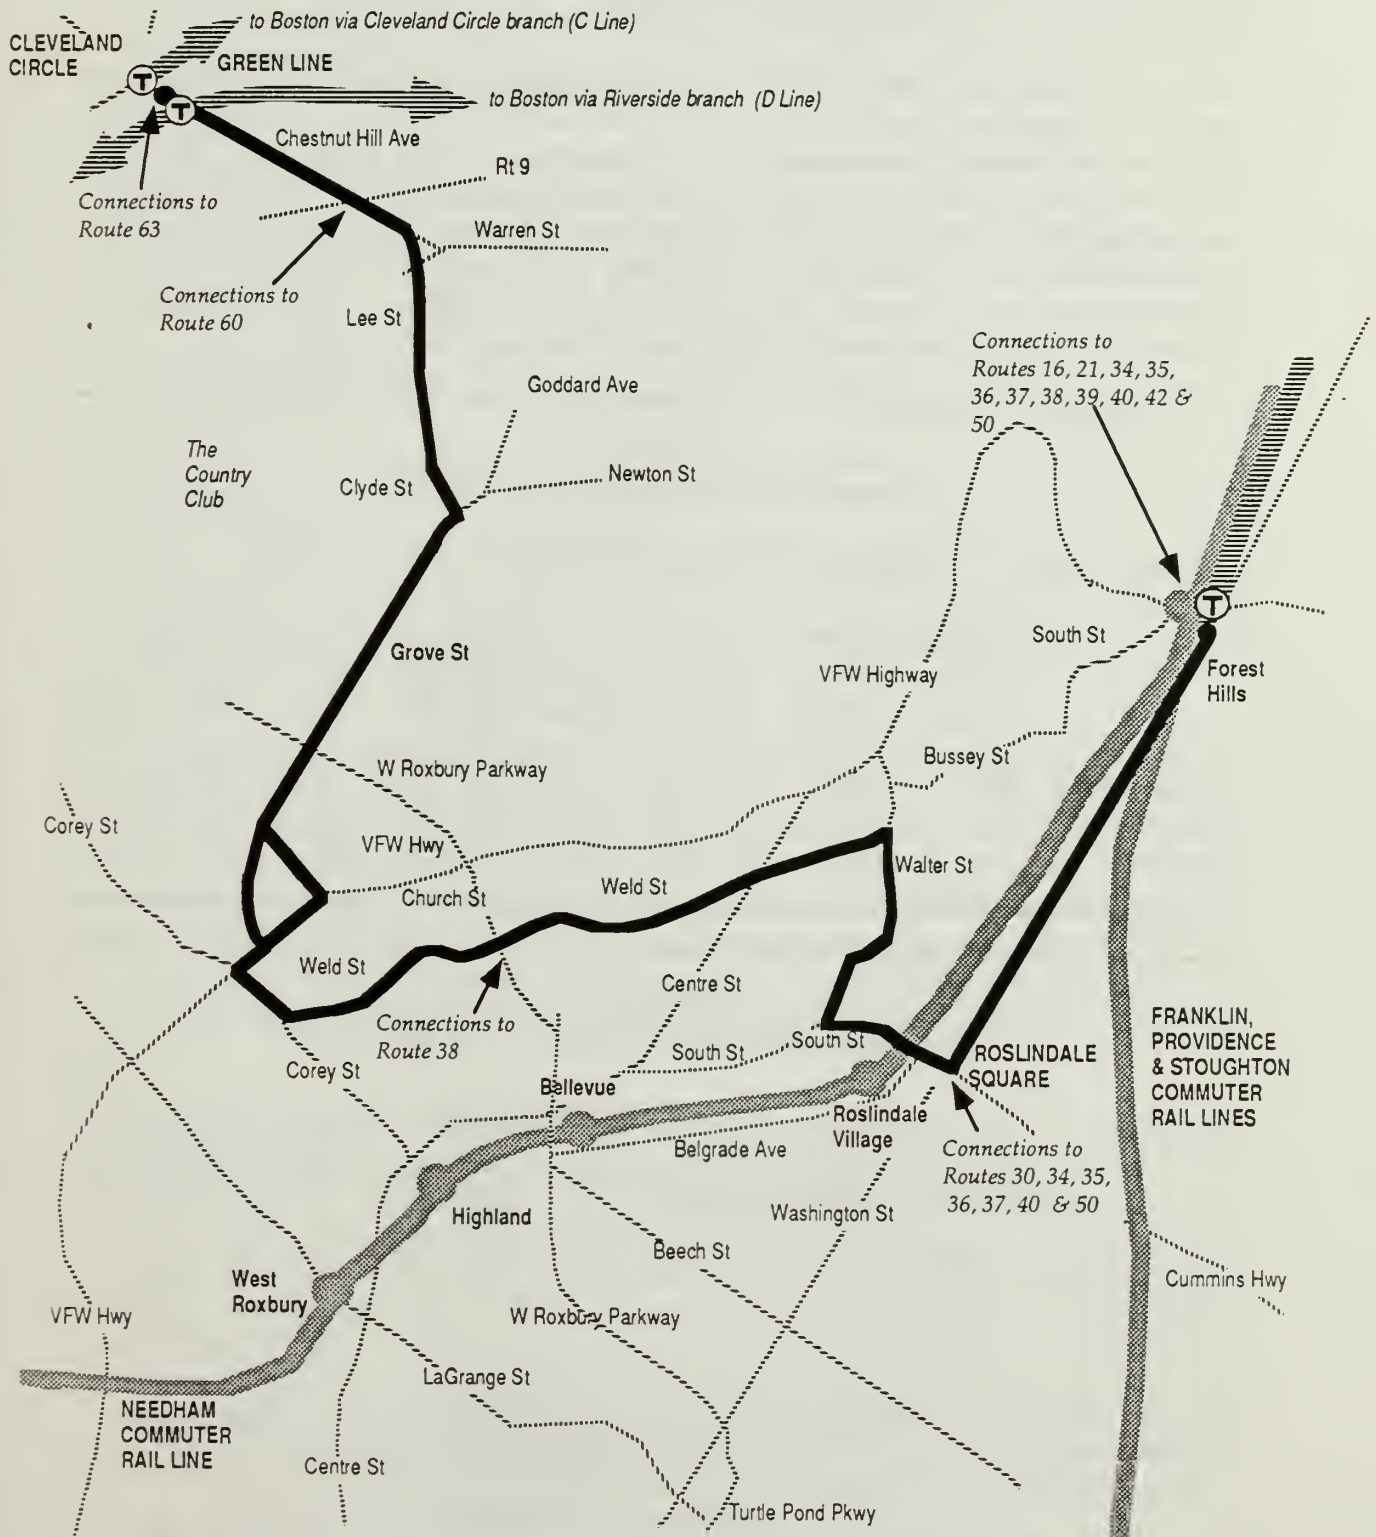 to Boston via Cleveland Circle branch (C Line)
CLEVELAND
CIRCLE
GREEN LINE
T
T
to Boston via Riverside branch (D Line)
Chestnut Hill Ave
Rt 9
Connections to
Route 63
Warren St
Connections to
Route 60
Lee St
Connections to
Routes 16, 21, 34, 35,
36, 37, 38, 39, 40, 42 &
50
Goddard Ave
The
Country
Club
Clyde St
Newton St
T
South St
Grove St
VFW Highway
Forest
Hills
Bussey St
W Roxbury Parkway
Corey St
VFW Hwy
Walter St
Church St
Weld St
Weld St
Centre St
Connections to
Route 38
South St
South St
ROSLINDALE
SQUARE
FRANKLIN,
PROVIDENCE
& STOUGHTON
COMMUTER
RAIL LINES
Corey St
Bellevue
Roslindale
Village
Belgrade Ave
Connections to
Routes 30, 34, 35,
36, 37, 40 & 50
Highland
Washington St
Beech St
Cummins Hwy
West
Roxbury
VFW Hwy
W Roxbury Parkway
LaGrange St
NEEDHAM
COMMUTER
RAIL LINE
Centre St
Turtle Pond Pkwy